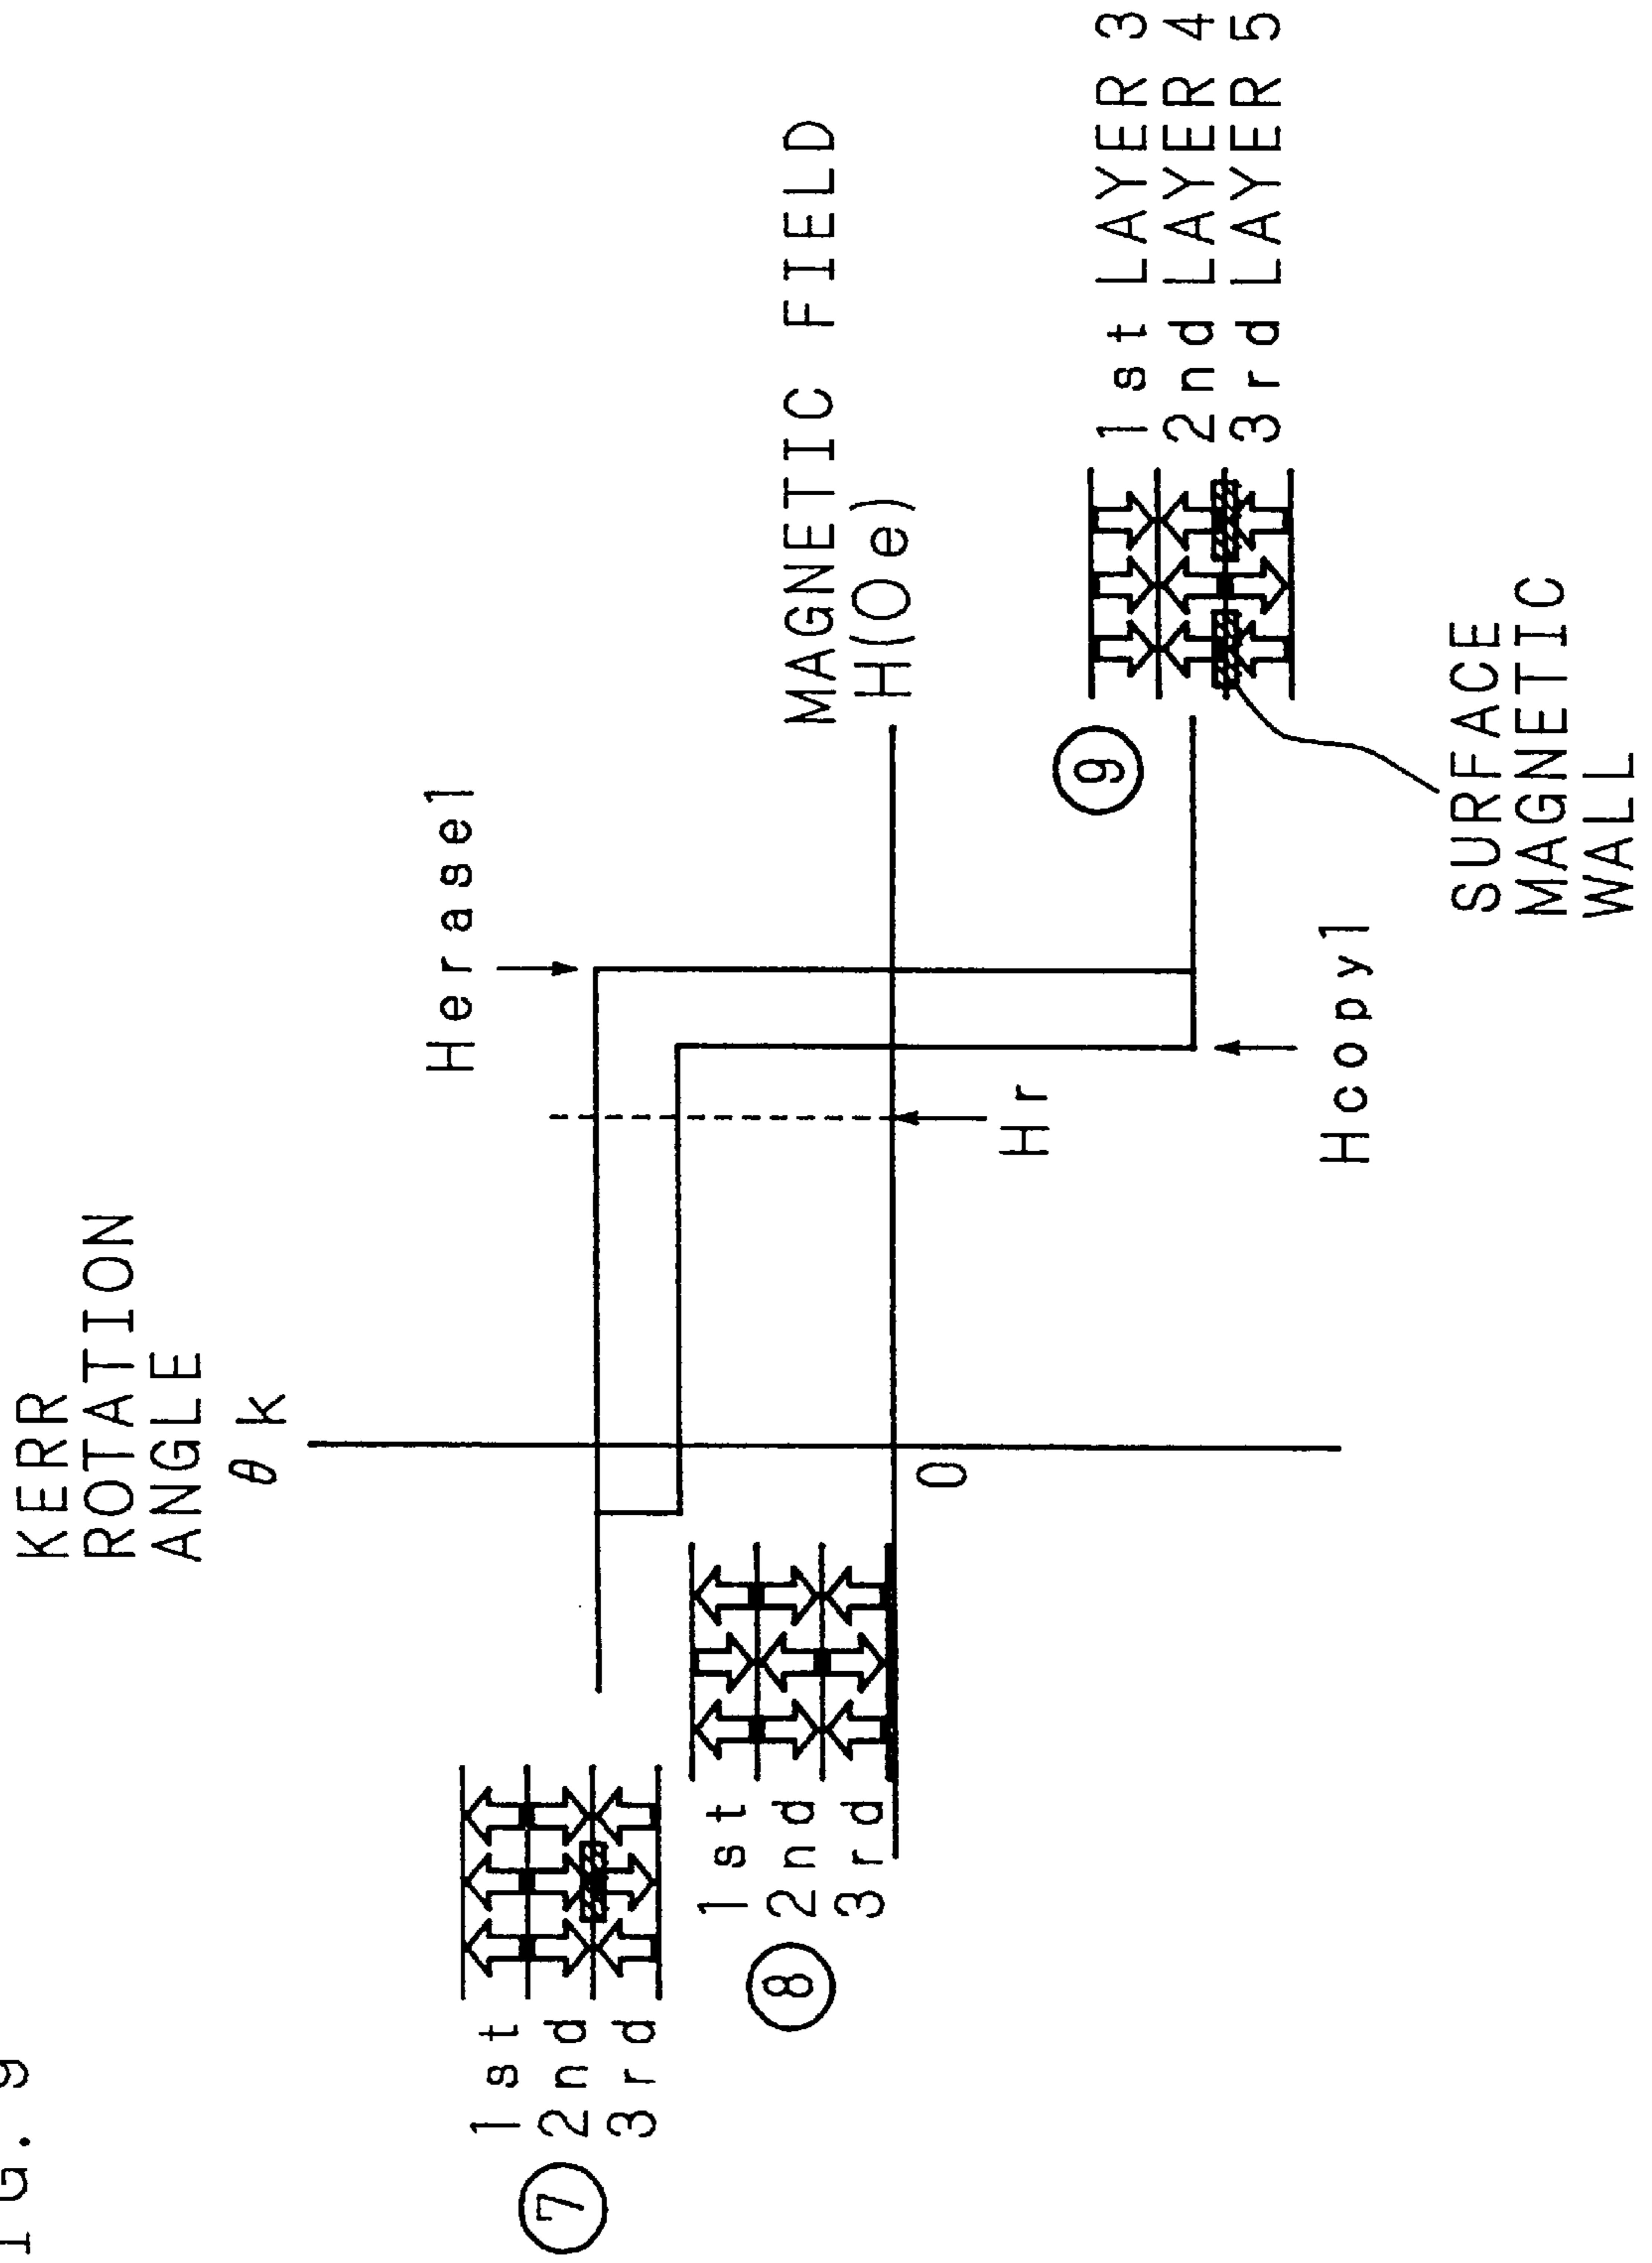 IG. 9
KERR
ROTATION
ANGLE
θk
Herase1
7
1st
2nd
3rd
8
1st
2nd
3rd
MAGNETIC FIELD
H(Oe)
0
Hr
Hcopy1
9
1st LAYER 3
2nd LAYER 4
3rd LAYER 5
SURFACE
MAGNETIC
WALL